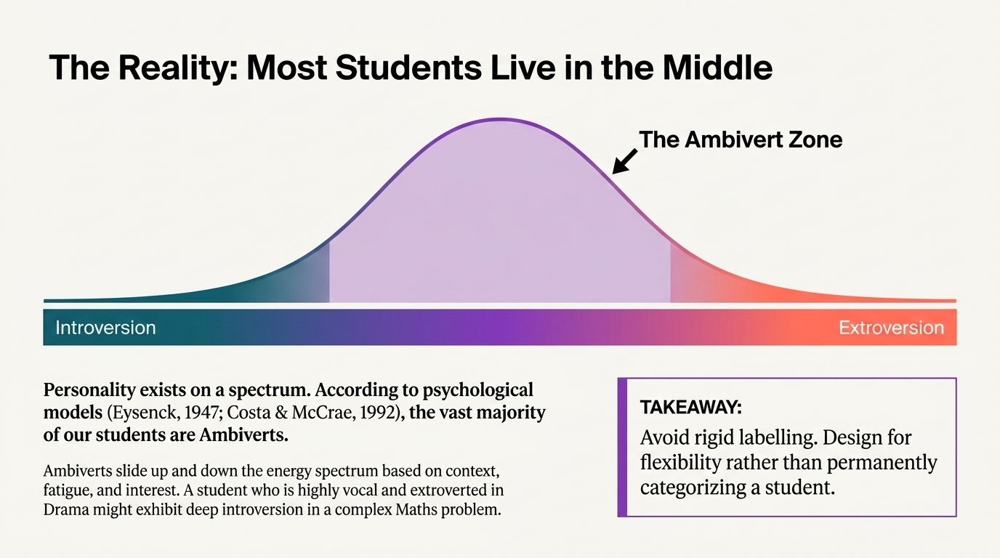 The Reality: Most Students Live in the Middle
The Ambivert Zone
Introversion
Extroversion
Personality exists on a spectrum. According to psychological
models (Eysenck, 1947; Costa & McCrae, 1992), the vast majority
of our students are Ambiverts.
Ambiverts slide up and down the energy spectrum based on context,
fatigue, and interest. A student who is highly vocal and extroverted in
Drama might exhibit deep introversion in a complex Maths problem.
TAKEAWAY:
Avoid rigid labelling. Design for
flexibility rather than permanently
categorizing a student.